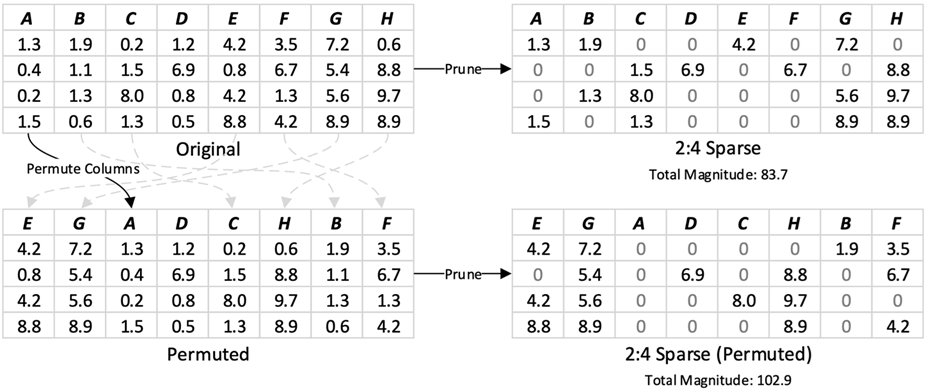 A B C D E F G H
1.3 1.9 0.2 1.2 4.2 3.5 7.2 0.6
0.4 1.1 1.5 6.9 0.8 6.7 5.4 8.8
0.2 1.3 8.0 0.8 4.2 1.3 5.6 9.7
1.5 0.6 1.3 0.5 8.8 4.2 8.9 8.9
Original
Prune
A B C D E F G H
1.3 1.9 0 0 4.2 0 7.2 0
0 0 1.5 6.9 0 6.7 0 8.8
0 1.3 8.0 0 0 0 5.6 9.7
1.5 0 1.3 0 0 0 8.9 8.9
2:4 Sparse
Total Magnitude: 83.7
Permute Columns
E G A D C H B F
4.2 7.2 1.3 1.2 0.2 0.6 1.9 3.5
0.8 5.4 0.4 6.9 1.5 8.8 1.1 6.7
4.2 5.6 0.2 0.8 8.0 9.7 1.3 1.3
8.8 8.9 1.5 0.5 1.3 8.9 0.6 4.2
Permuted
Prune
E G A D C H B F
4.2 7.2 0 0 0 0 1.9 3.5
0 5.4 0 6.9 0 8.8 0 6.7
4.2 5.6 0 0 8.0 9.7 0 0
8.8 8.9 0 0 0 8.9 0 4.2
2:4 Sparse (Permuted)
Total Magnitude: 102.9